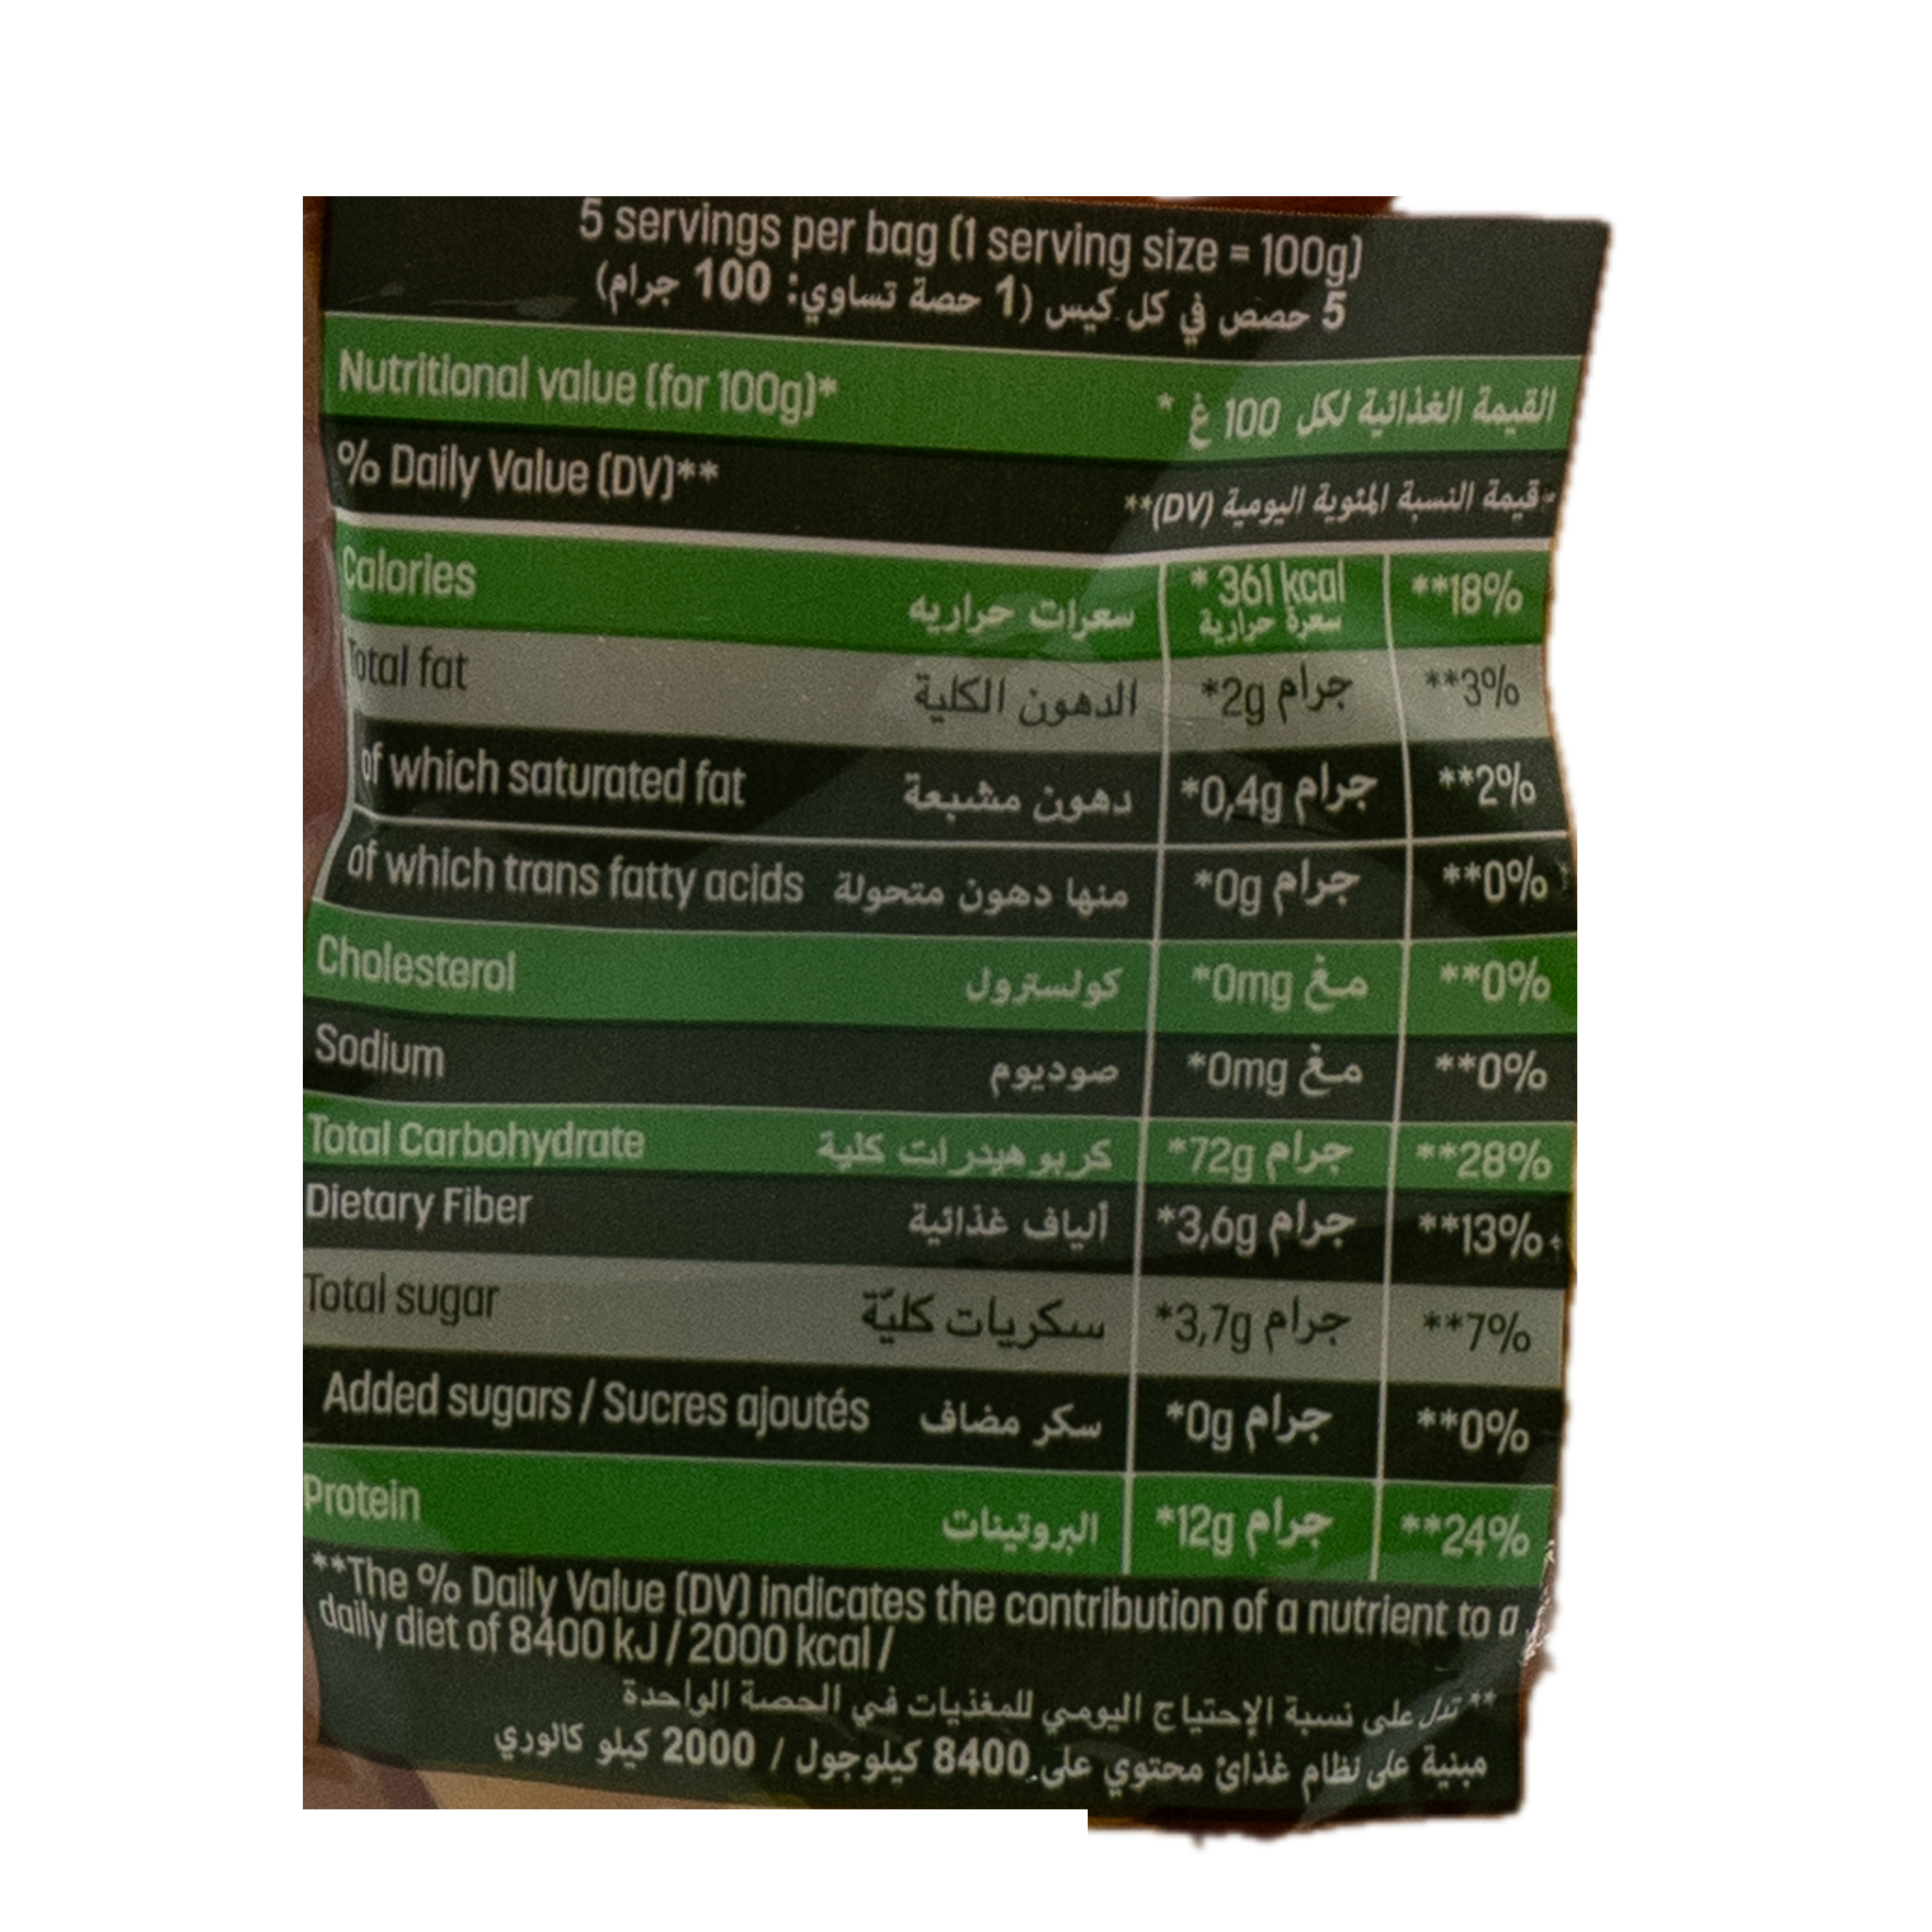 5 servings per bag (1 serving size = 100g)
5 حصص في كل كيس (1 حصة تساوي: 100 جرام)
Nutritional value (for 100g)* القيمة الغذائية لكل 100 غ *
% Daily Value (DV)** قيمة النسبة المئوية اليومية (DV)**
Calories سعرات حراريه * 361 kcal سعرة حرارية **18%
Total fat الدهون الكلية *2g جرام **3%
of which saturated fat دهون مشبعة *0,4g جرام **2%
of which trans fatty acids منها دهون متحولة *0g جرام **0%
Cholesterol كولسترول *0mg مغ **0%
Sodium صوديوم *0mg مغ **0%
Total Carbohydrate كربوهيدرات كلية *72g جرام **28%
Dietary Fiber ألياف غذائية *3,6g جرام **13%
Total sugar سكريات كليّة *3,7g جرام **7%
Added sugars / Sucres ajoutés سكر مضاف *0g جرام **0%
Protein البروتينات *12g جرام **24%
**The % Daily Value (DV) indicates the contribution of a nutrient to a
daily diet of 8400 kJ / 2000 kcal /
** تدل على نسبة الإحتياج اليومي للمغذيات في الحصة الواحدة
مبنية على نظام غذائ محتوي على 8400 كيلوجول / 2000 كيلو كالوري